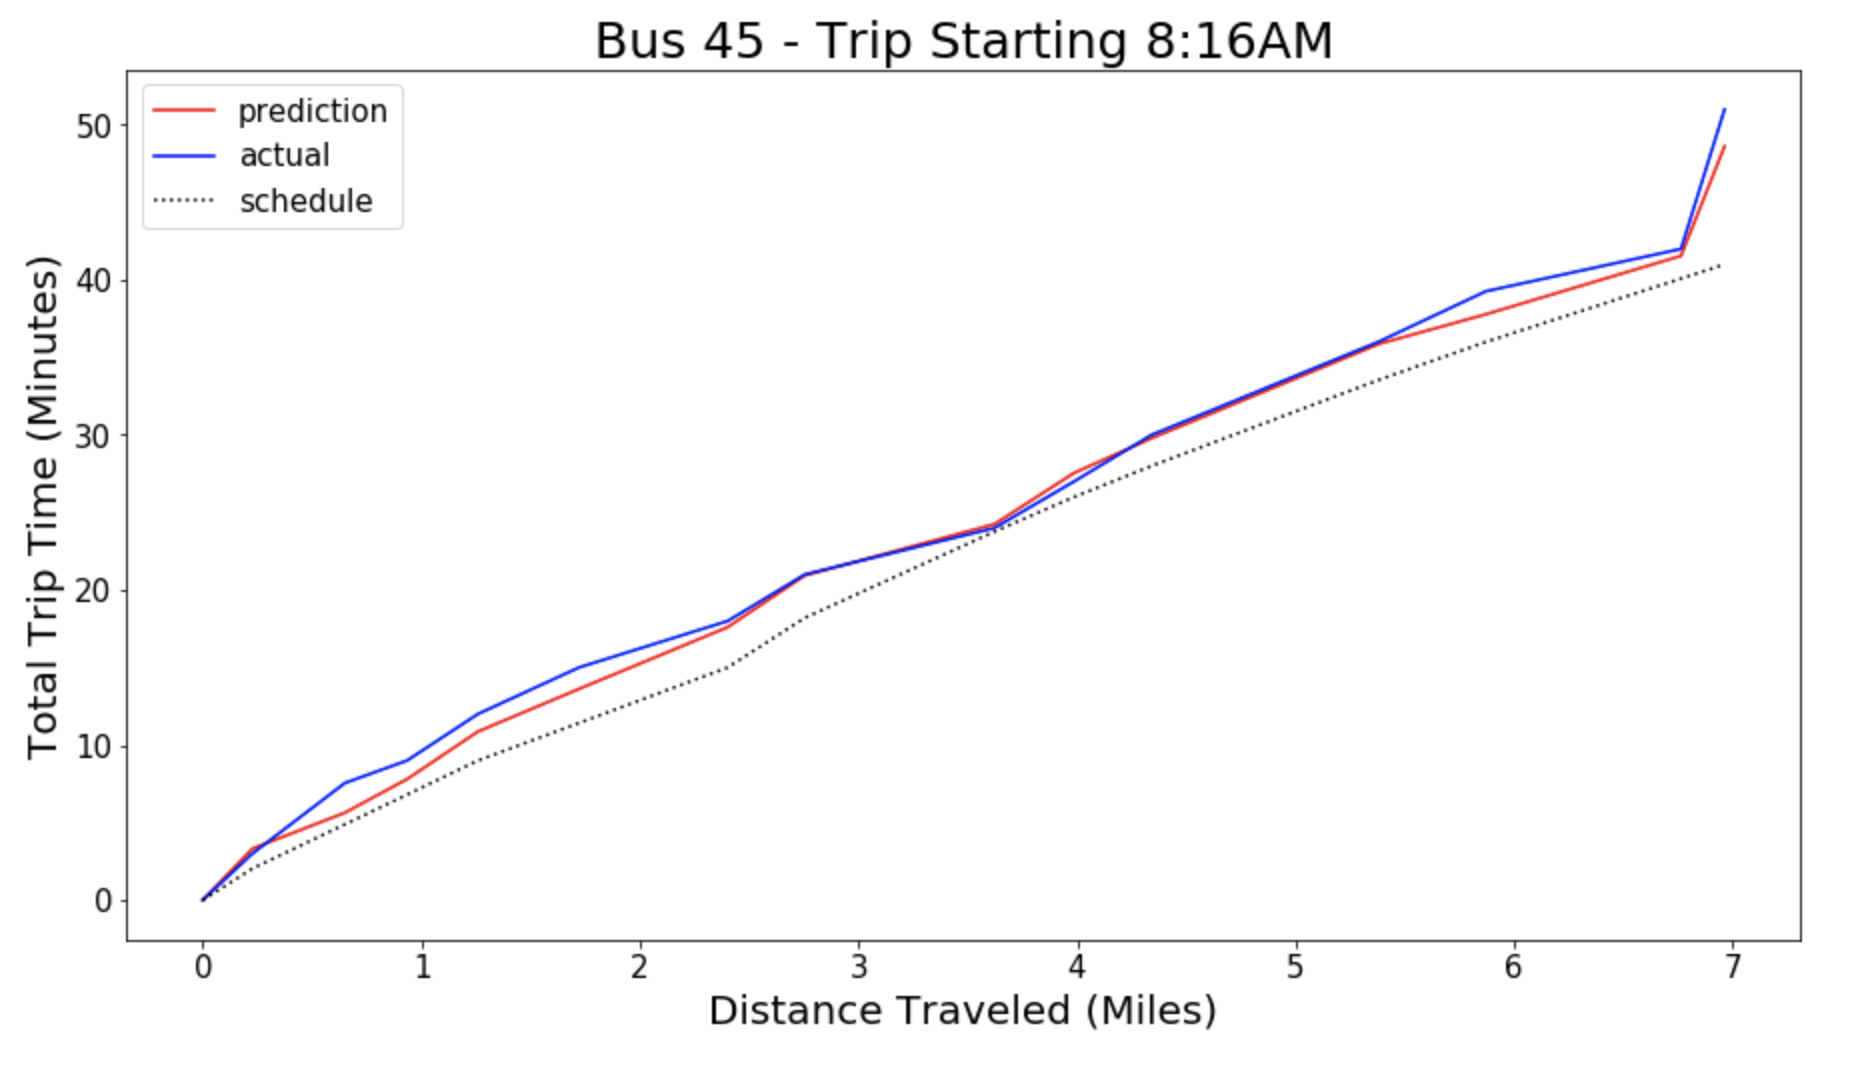 Bus 45 - Trip Starting 8:16AM
prediction
actual
schedule
Total Trip Time (Minutes)
50
40
30
20
10
0
0 1 2 3 4 5 6 7
Distance Traveled (Miles)